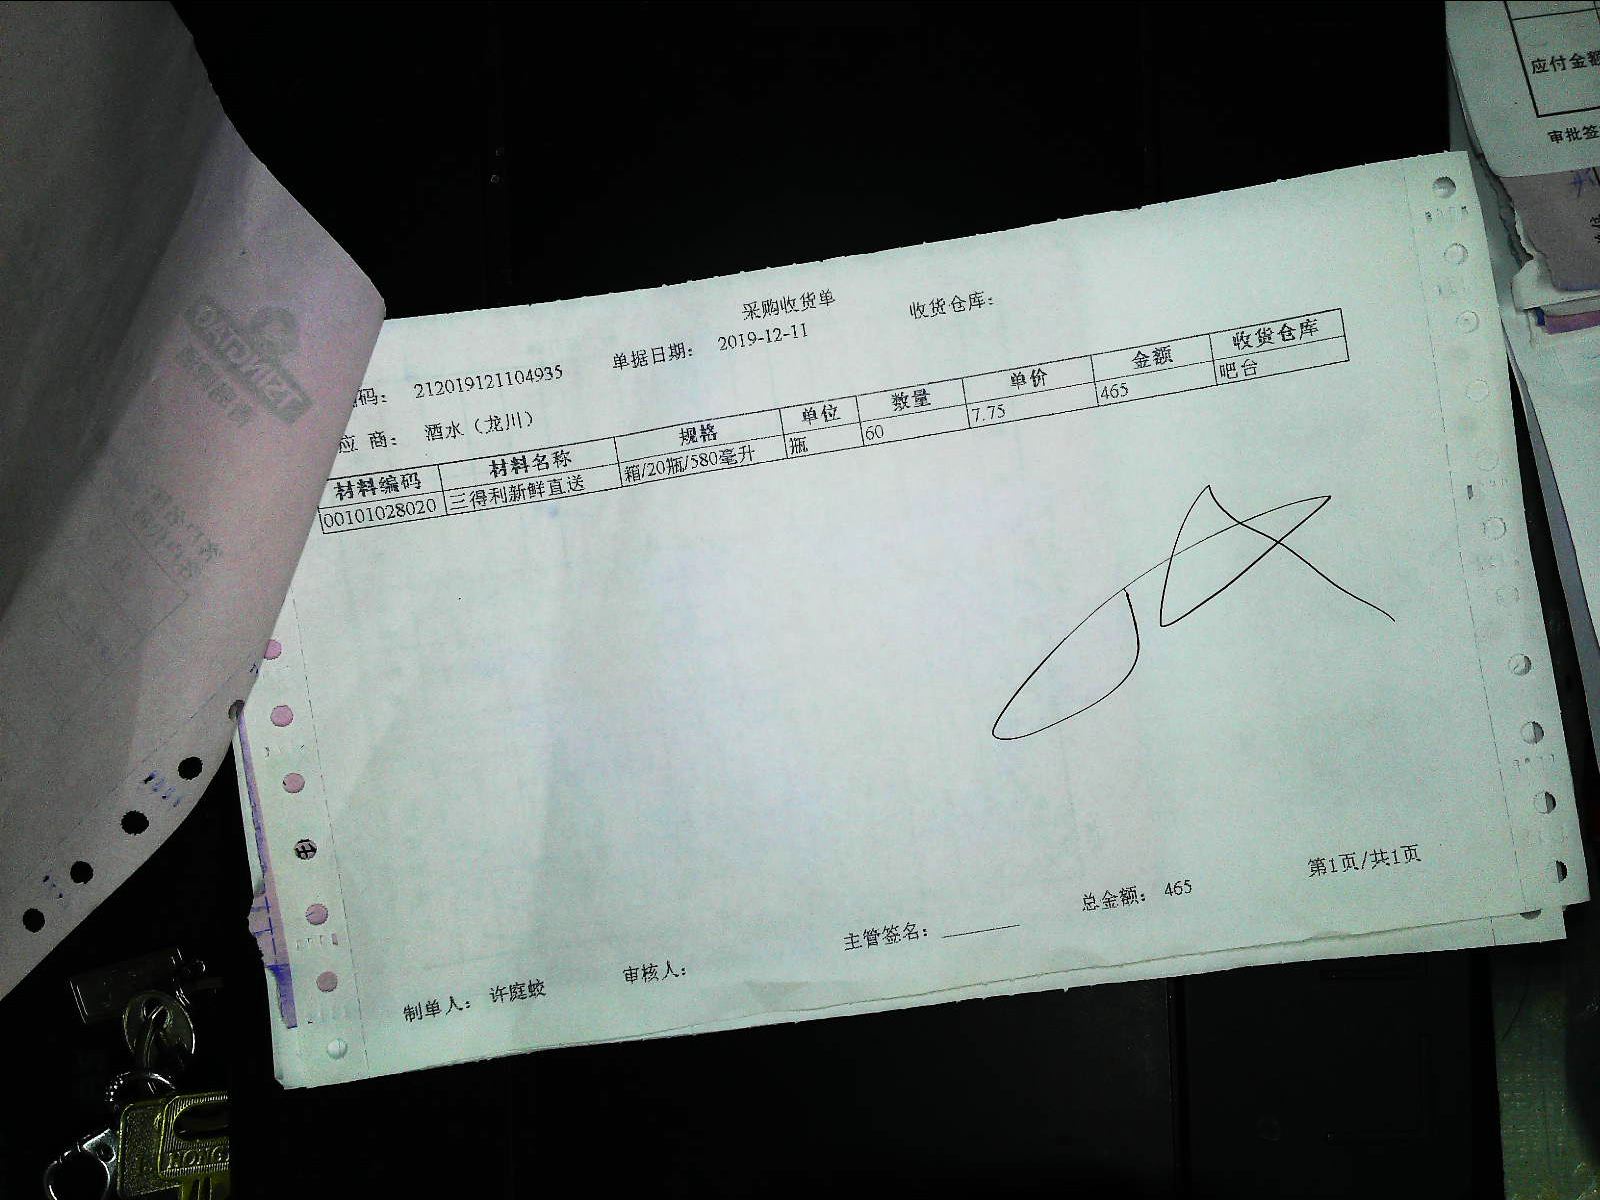 采购收货单
收货仓库：
码： 212019121104935 单据日期： 2019-12-11
应 商： 酒水（龙川）
材料编码 材料名称 规格 单位 数量 单价 金额 收货仓库
00101028020 三得利新鲜直送 箱/20瓶/580毫升 瓶 60 7.75 465 吧台
制单人： 许庭蛟 审核人： 主管签名： 总金额： 465 第1页/共1页
应付金额
审批签